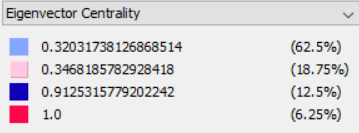 Eigenvector Centrality
0.32031738126868514 (62.5%)
0.3468185782928418 (18.75%)
0.9125315779202242 (12.5%)
1.0 (6.25%)